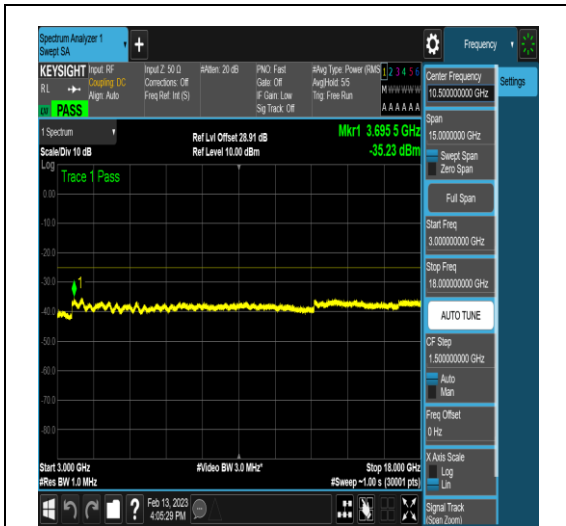 Spectrum Analyzer 1
Swept SA
+
Frequency
KEYSIGHT
RL
PASS
Input: RF
Coupling: DC
Align: Auto
Input Z: 50 Ω
Corrections: Off
Freq Ref: Int (S)
#Atten: 20 dB
PNO: Fast
Gate: Off
IF Gain: Low
Sig Track: Off
#Avg Type: Power (RMS
Avg|Hold: 5/5
Trig: Free Run
1 2 3 4 5 6
M W W W W W
A A A A A A
Center Frequency
10.500000000 GHz
Settings
Span
15.0000000 GHz
Swept Span
Zero Span
Full Span
Start Freq
3.000000000 GHz
Stop Freq
18.000000000 GHz
AUTO TUNE
CF Step
1.500000000 GHz
Auto
Man
Freq Offset
0 Hz
X Axis Scale
Log
Lin
Signal Track
(Span Zoom)
1 Spectrum
Scale/Div 10 dB
Ref Lvl Offset 28.91 dB
Ref Level 10.00 dBm
Mkr1 3.695 5 GHz
-35.23 dBm
Log
Trace 1 Pass
0.00
-10.0
-20.0
-30.0
-40.0
-50.0
-60.0
-70.0
-80.0
1
Start 3.000 GHz
#Res BW 1.0 MHz
#Video BW 3.0 MHz*
Stop 18.000 GHz
#Sweep ~1.00 s (30001 pts)
?
Feb 13, 2023
4:05:29 PM